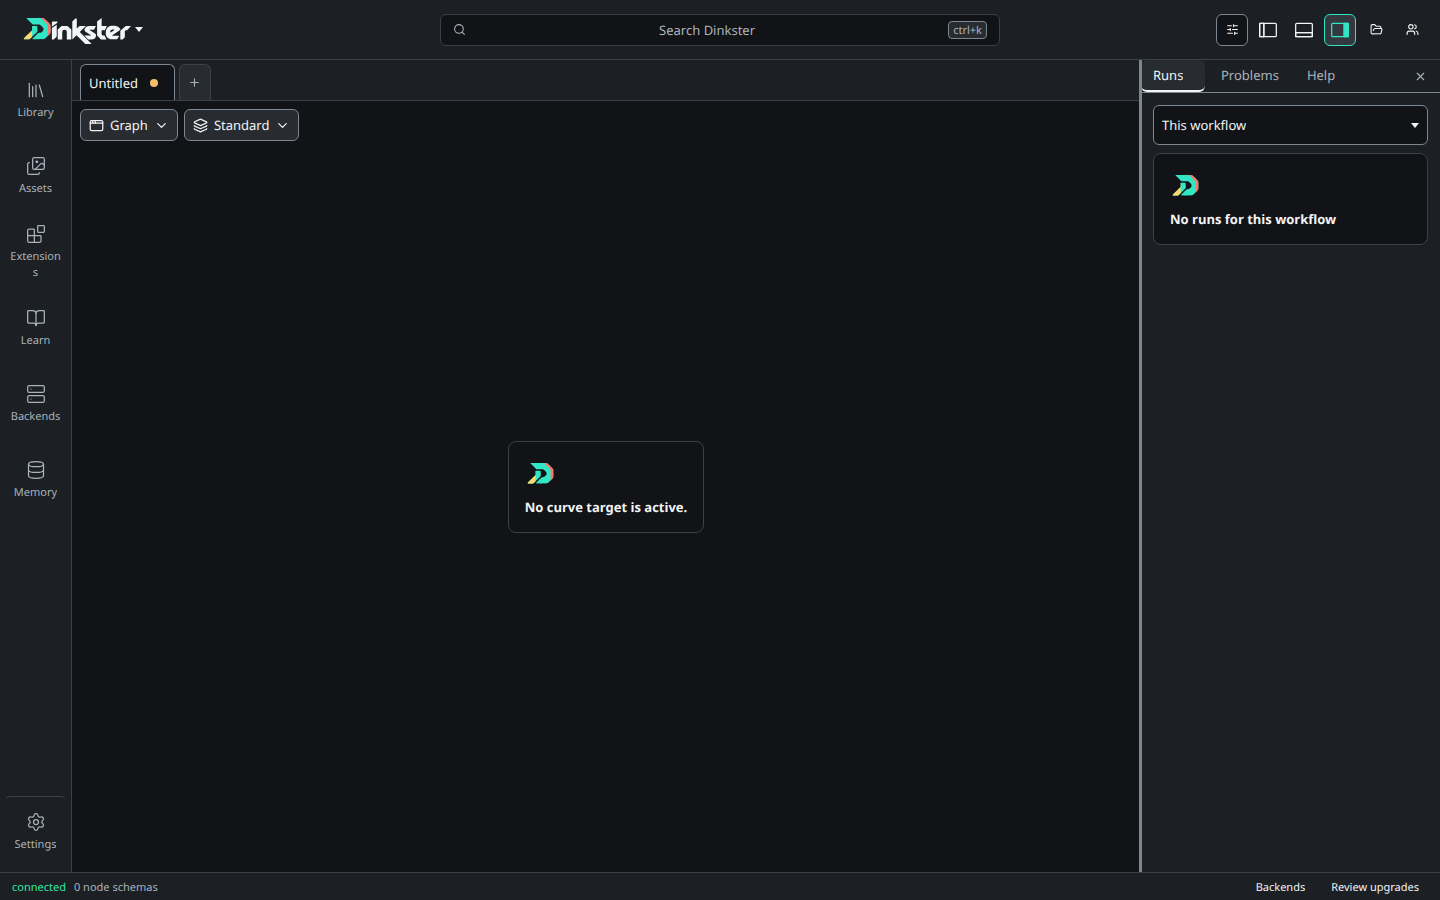 Dinkster
Search Dinkster
ctrl+k
Library
Assets
Extension
s
Learn
Backends
Memory
Settings
Untitled
+
Graph
Standard
No curve target is active.
Runs
Problems
Help
This workflow
No runs for this workflow
connected
0 node schemas
Backends
Review upgrades